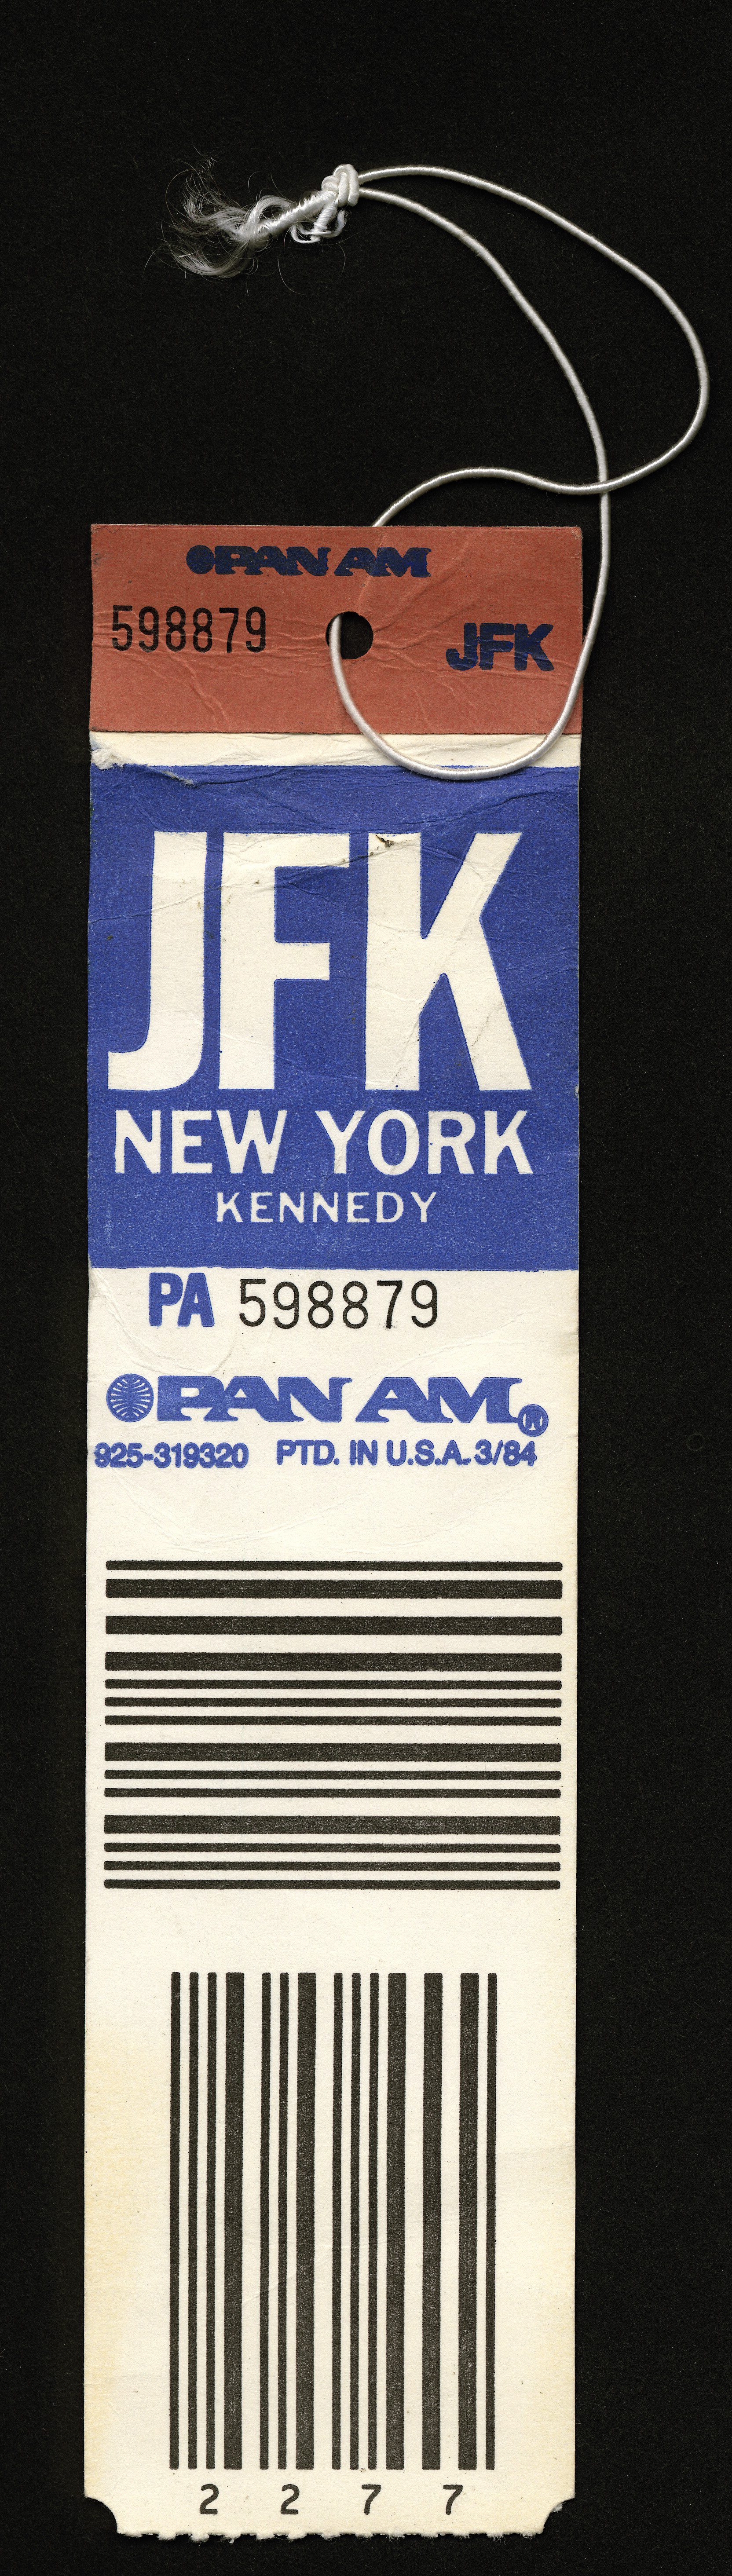 PAN AM
598879 JFK
JFK
NEW YORK
KENNEDY
PA 598879
PAN AM®
925-319320 PTD. IN U.S.A. 3/84
2 2 7 7